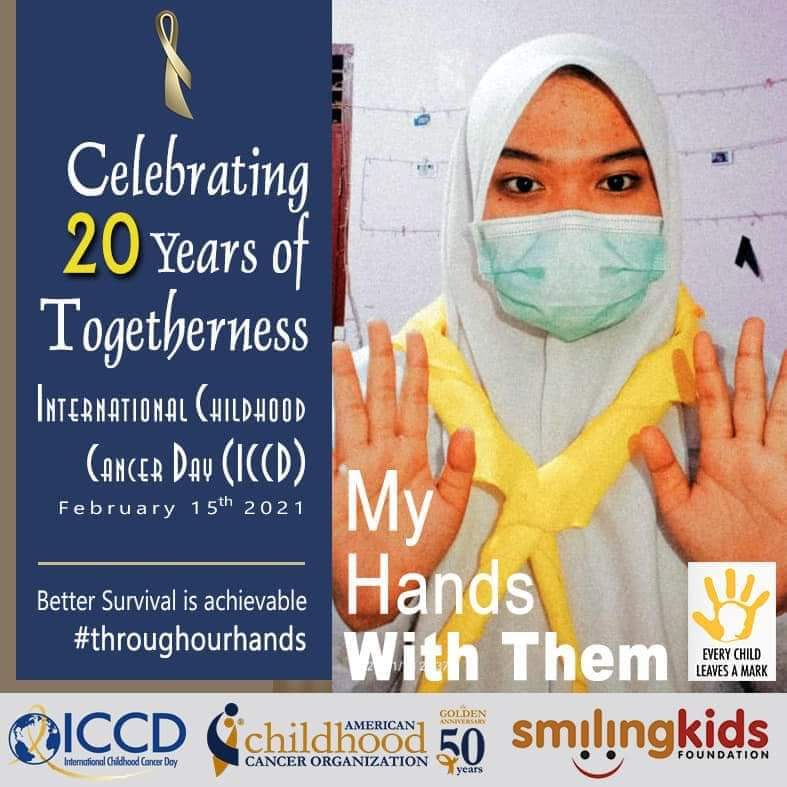 Celebrating
20 Years of
Togetherness
INTERNATIONAL CHILDHOOD
CANCER DAY (ICCD)
February 15th 2021
Better Survival is achievable
#throughourhands
My
Hands
With Them
EVERY CHILD
LEAVES A MARK
ICCD
International Childhood Cancer Day
AMERICAN
childhood
CANCER ORGANIZATION
GOLDEN
ANNIVERSARY
50
years
smilingkids
FOUNDATION